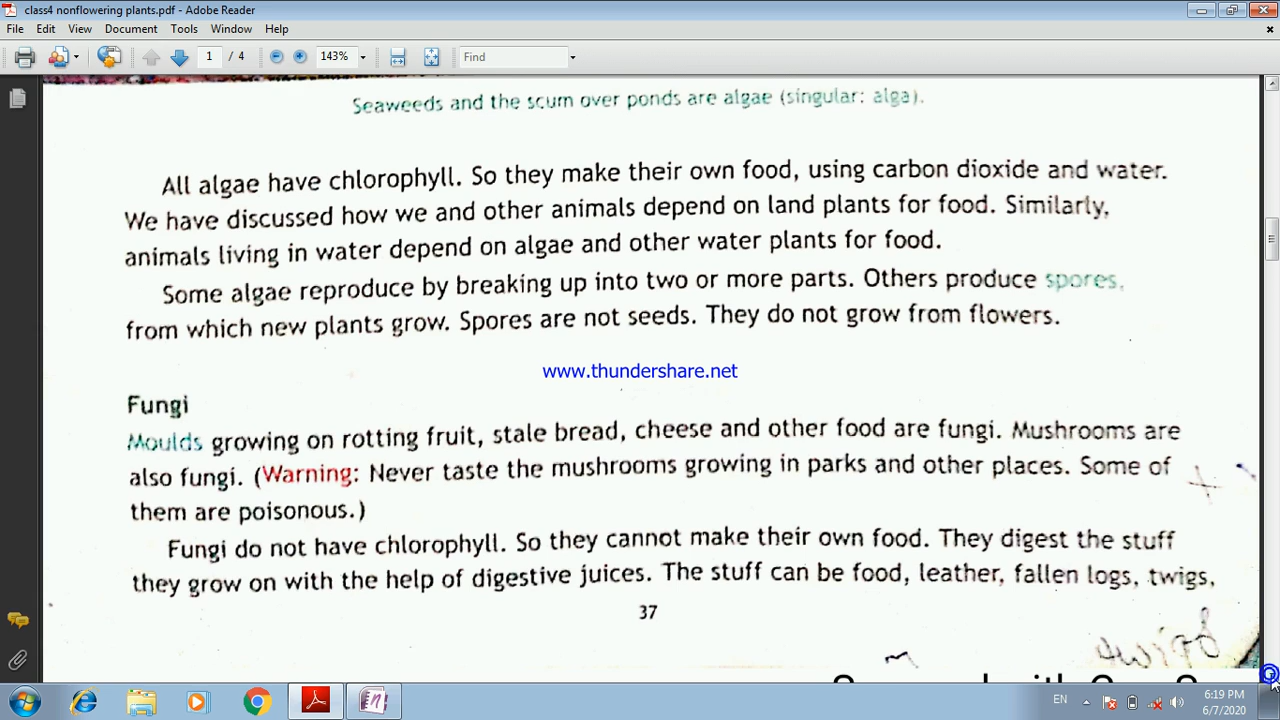 class4 nonflowering plants.pdf - Adobe Reader
File Edit View Document Tools Window Help
1 / 4 143% Find
Seaweeds and the scum over ponds are algae (singular: alga).
All algae have chlorophyll. So they make their own food, using carbon dioxide and water.
We have discussed how we and other animals depend on land plants for food. Similarly,
animals living in water depend on algae and other water plants for food.
Some algae reproduce by breaking up into two or more parts. Others produce spores,
from which new plants grow. Spores are not seeds. They do not grow from flowers.
www.thundershare.net
Fungi
Moulds growing on rotting fruit, stale bread, cheese and other food are fungi. Mushrooms are
also fungi. (Warning: Never taste the mushrooms growing in parks and other places. Some of
them are poisonous.)
Fungi do not have chlorophyll. So they cannot make their own food. They digest the stuff
they grow on with the help of digestive juices. The stuff can be food, leather, fallen logs, twigs,
37
EN 6:19 PM
6/7/2020